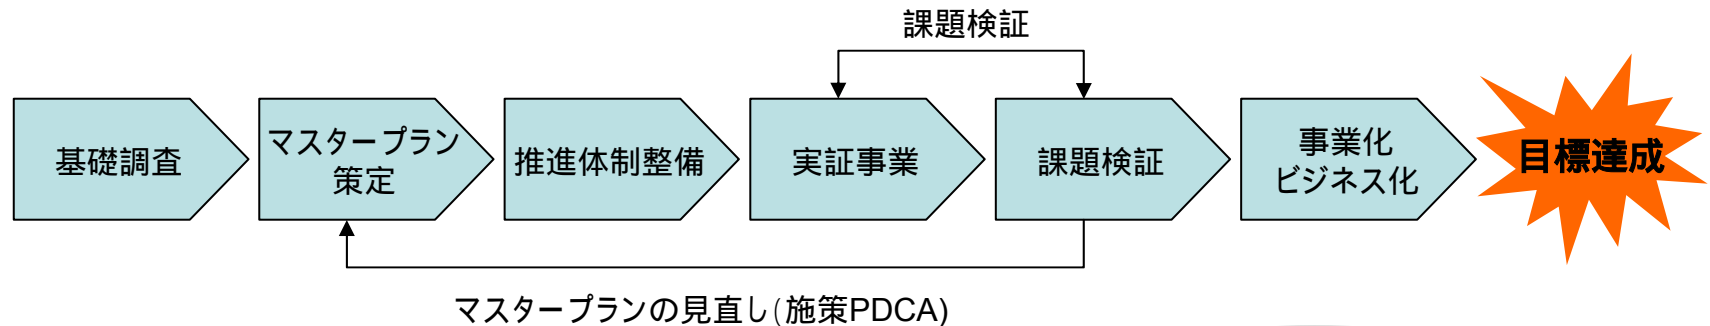 課題検証
基礎調査
マスタープラン
策定
推進体制整備
実証事業
課題検証
事業化
ビジネス化
目標達成
マスタープランの見直し(施策PDCA)